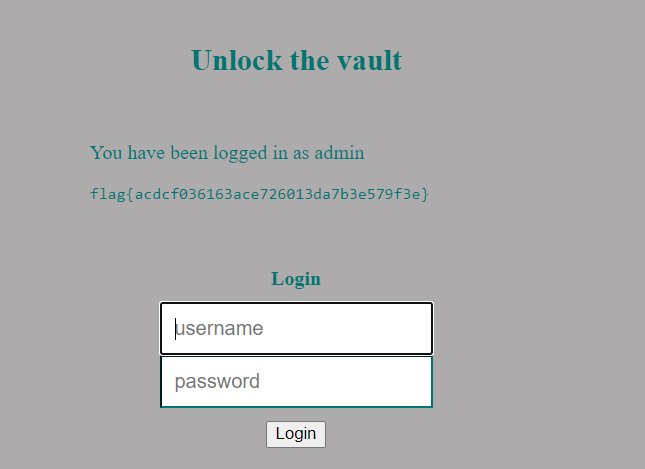 Unlock the vault
You have been logged in as admin
flag{acdcf036163ace726013da7b3e579f3e}
Login
username
password
Login